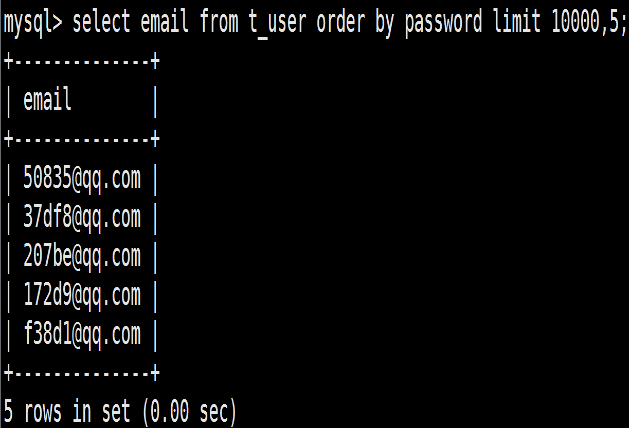 mysql> select email from t_user order by password limit 10000,5;
+--------------+
| email        |
+--------------+
| 50835@qq.com |
| 37df8@qq.com |
| 207be@qq.com |
| 172d9@qq.com |
| f38d1@qq.com |
+--------------+
5 rows in set (0.00 sec)